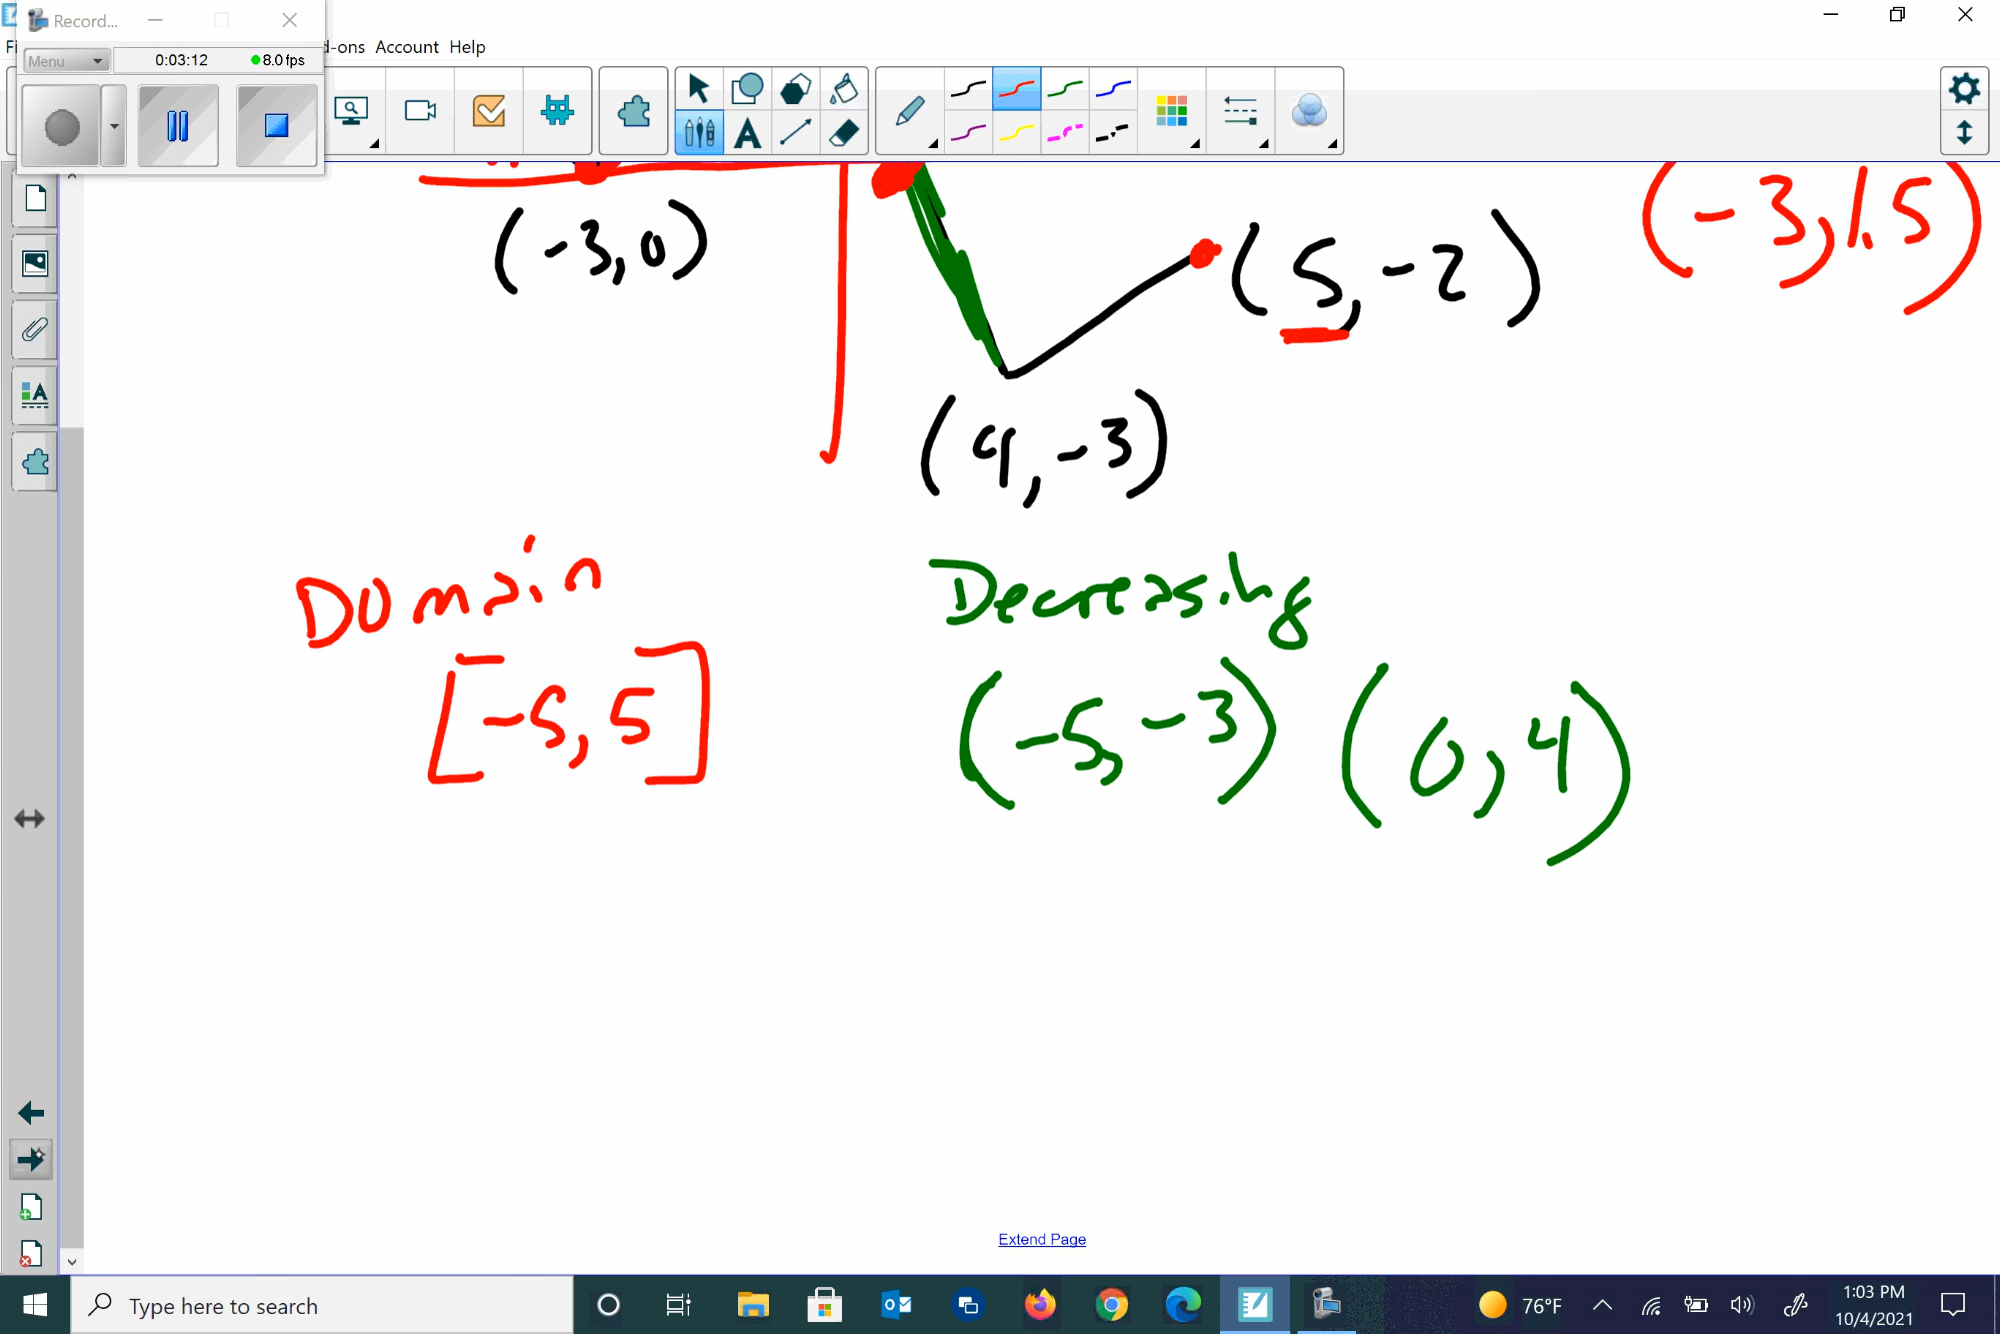 Record...
Menu 0:03:12 8.0 fps
d-ons Account Help
(-3,0)
(5,-2)
(-3,1.5)
(4,-3)
Domain
[-5,5]
Decreasing
(-5,-3) (0,4)
Extend Page
Type here to search
76°F
1:03 PM
10/4/2021